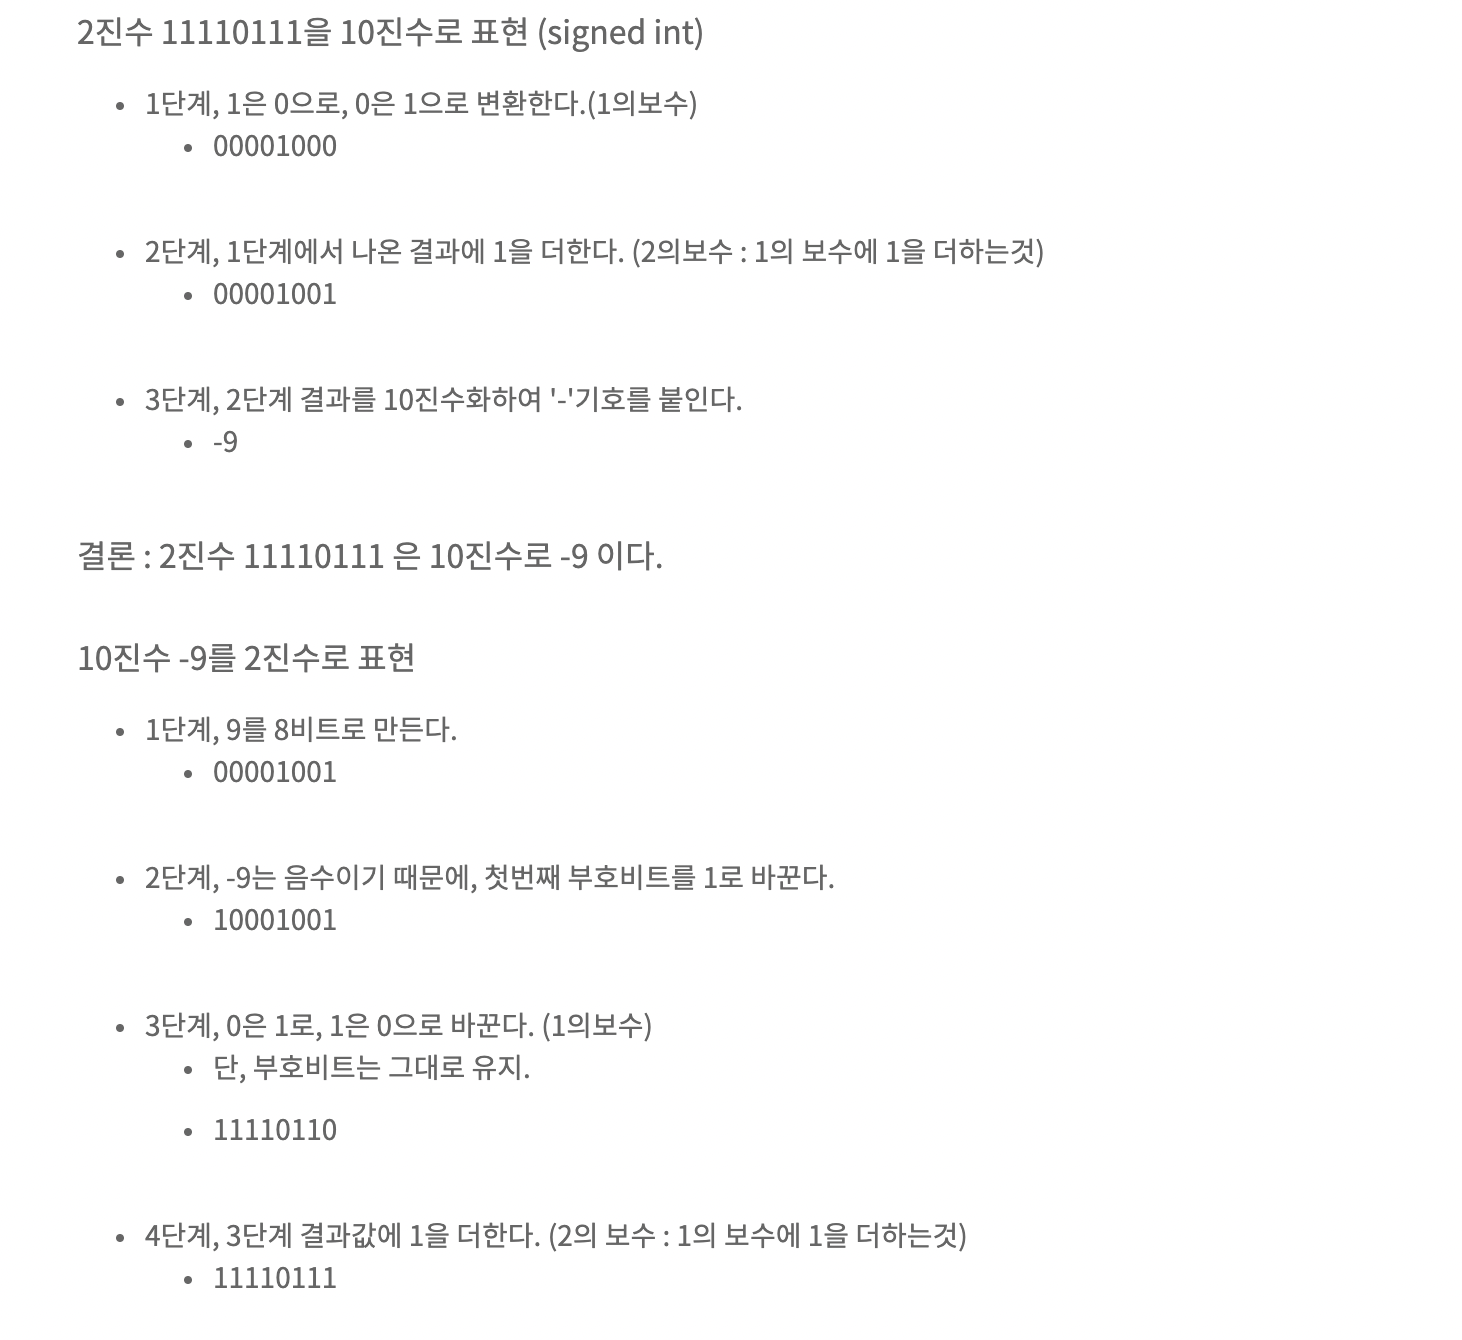 2진수 11110111을 10진수로 표현 (signed int)
1단계, 1은 0으로, 0은 1으로 변환한다.(1의보수)
00001000
2단계, 1단계에서 나온 결과에 1을 더한다. (2의보수 : 1의 보수에 1을 더하는것)
00001001
3단계, 2단계 결과를 10진수화하여 '-'기호를 붙인다.
-9
결론 : 2진수 11110111 은 10진수로 -9 이다.
10진수 -9를 2진수로 표현
1단계, 9를 8비트로 만든다.
00001001
2단계, -9는 음수이기 때문에, 첫번째 부호비트를 1로 바꾼다.
10001001
3단계, 0은 1로, 1은 0으로 바꾼다. (1의보수)
단, 부호비트는 그대로 유지.
11110110
4단계, 3단계 결과값에 1을 더한다. (2의 보수 : 1의 보수에 1을 더하는것)
11110111